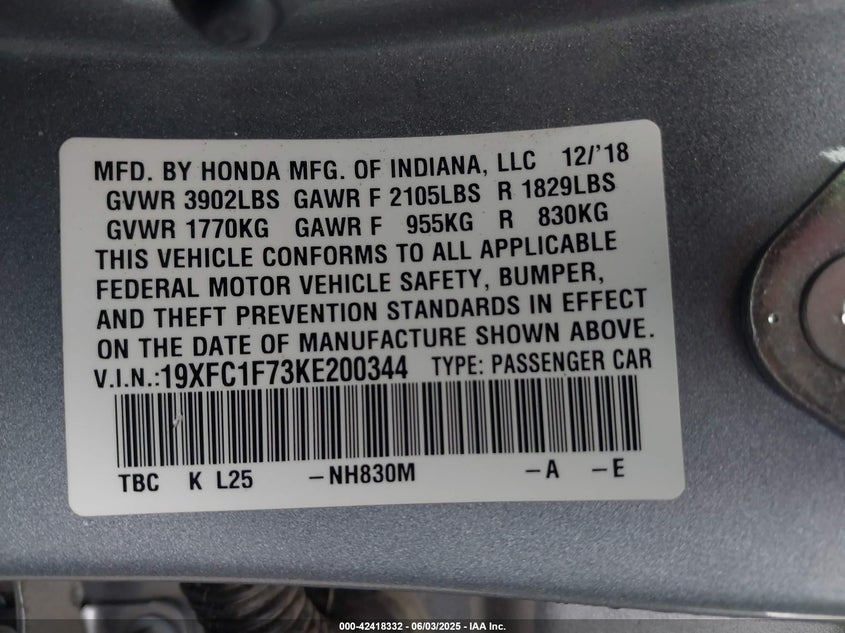 MFD. BY HONDA MFG. OF INDIANA, LLC 12/'18
GVWR 3902LBS GAWR F 2105LBS R 1829LBS
GVWR 1770KG GAWR F 955KG R 830KG
THIS VEHICLE CONFORMS TO ALL APPLICABLE
FEDERAL MOTOR VEHICLE SAFETY, BUMPER,
AND THEFT PREVENTION STANDARDS IN EFFECT
ON THE DATE OF MANUFACTURE SHOWN ABOVE.
V.I.N.:19XFC1F73KE200344 TYPE: PASSENGER CAR
TBC K L25 –NH830M –A –E
000-42418332 - 06/03/2025 - IAA Inc.